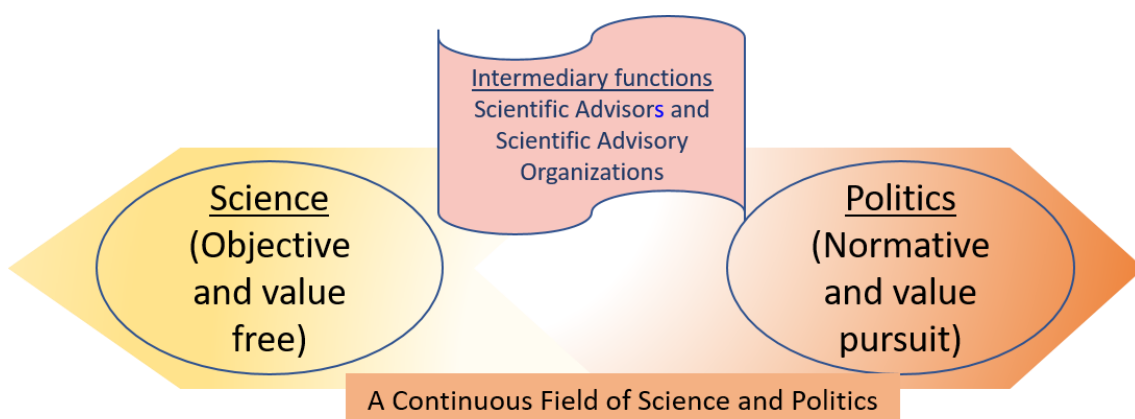 Intermediary functions
Scientific Advisors and
Scientific Advisory
Organizations
Science
(Objective
and value
free)
Politics
(Normative
and value
pursuit)
A Continuous Field of Science and Politics